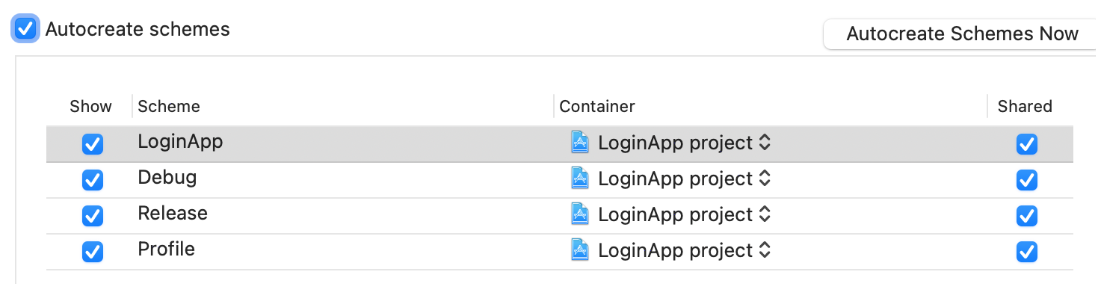 Autocreate schemes
Autocreate Schemes Now
Show Scheme Container Shared
LoginApp LoginApp project
Debug LoginApp project
Release LoginApp project
Profile LoginApp project